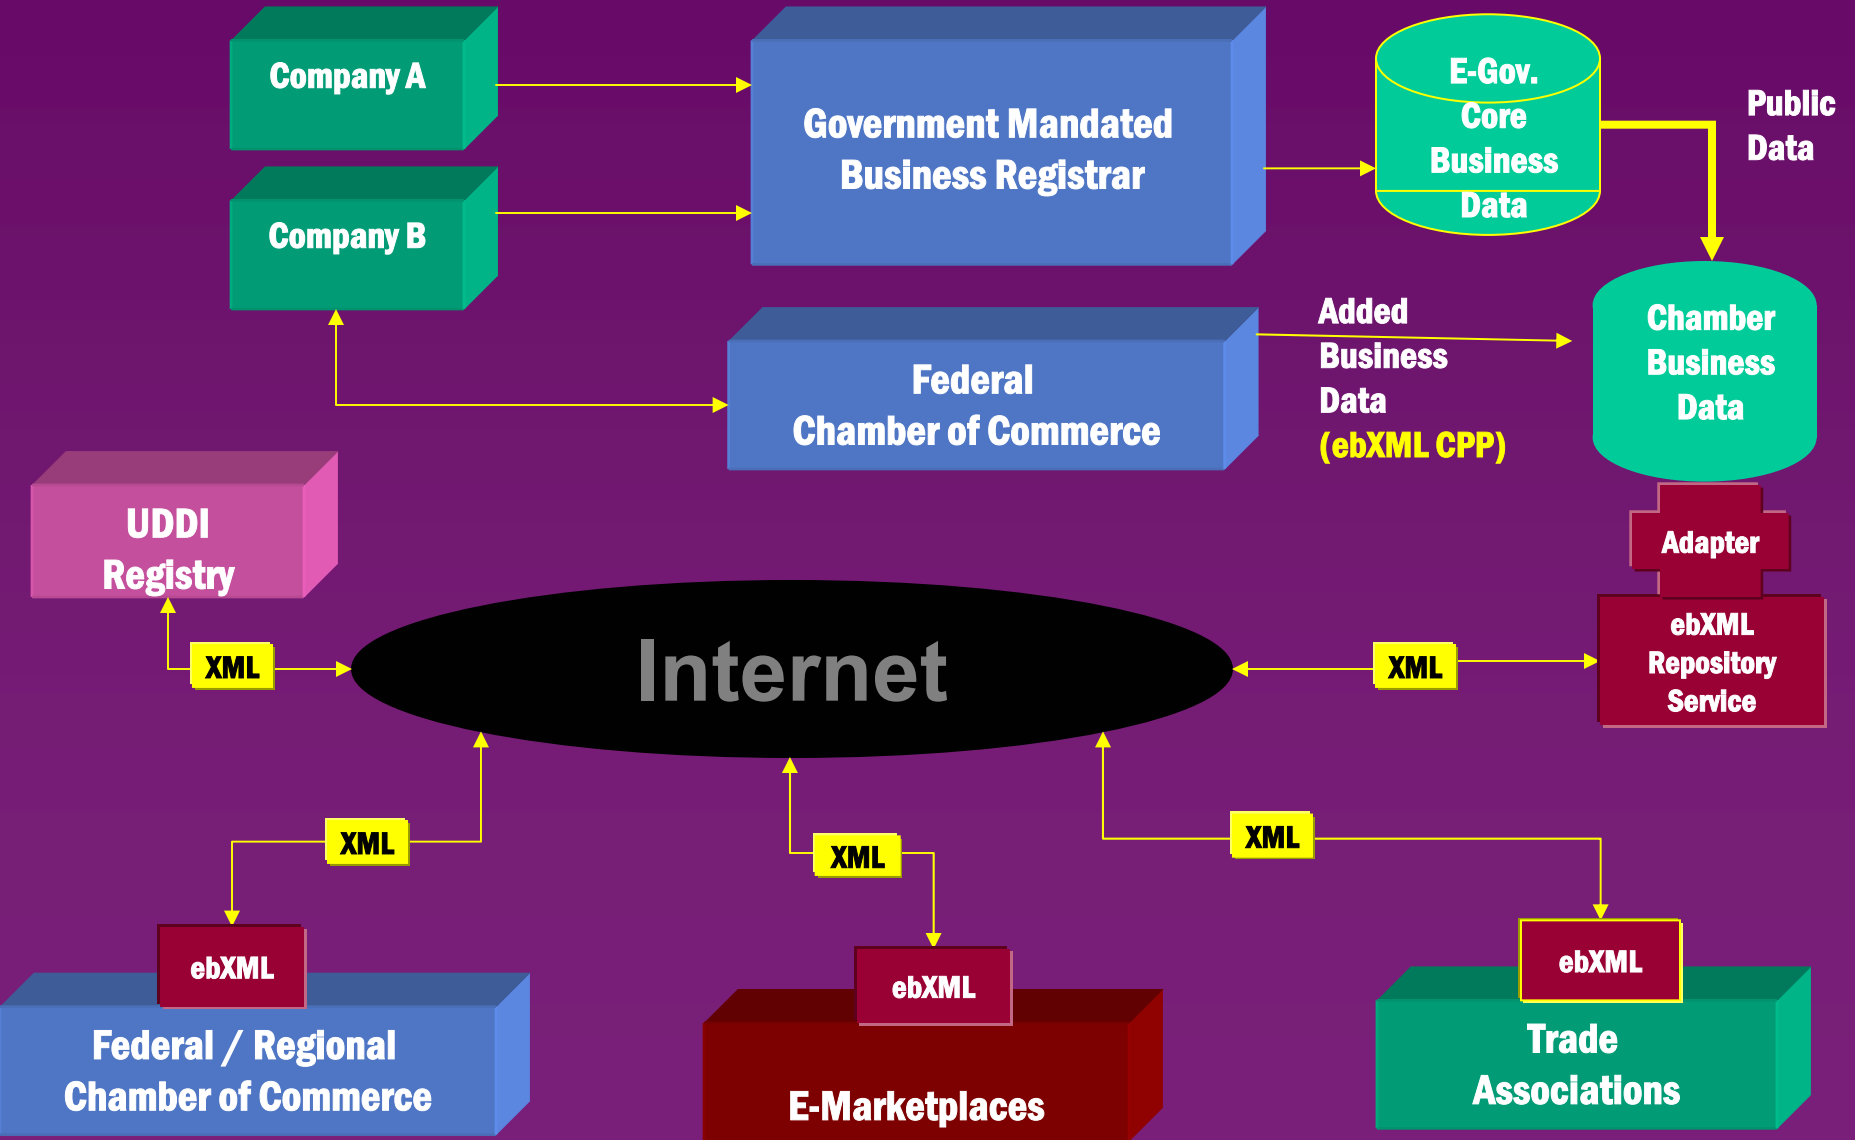 Company A
Government Mandated
Business Registrar
E-Gov.
Core
Business
Data
Public
Data
Company B
Federal
Chamber of Commerce
Added
Business
Data
(ebXML CPP)
Chamber
Business
Data
UDDI
Registry
Adapter
ebXML
Repository
Service
XML
Internet
XML
XML
XML
XML
ebXML
Federal / Regional
Chamber of Commerce
ebXML
E-Marketplaces
ebXML
Trade
Associations